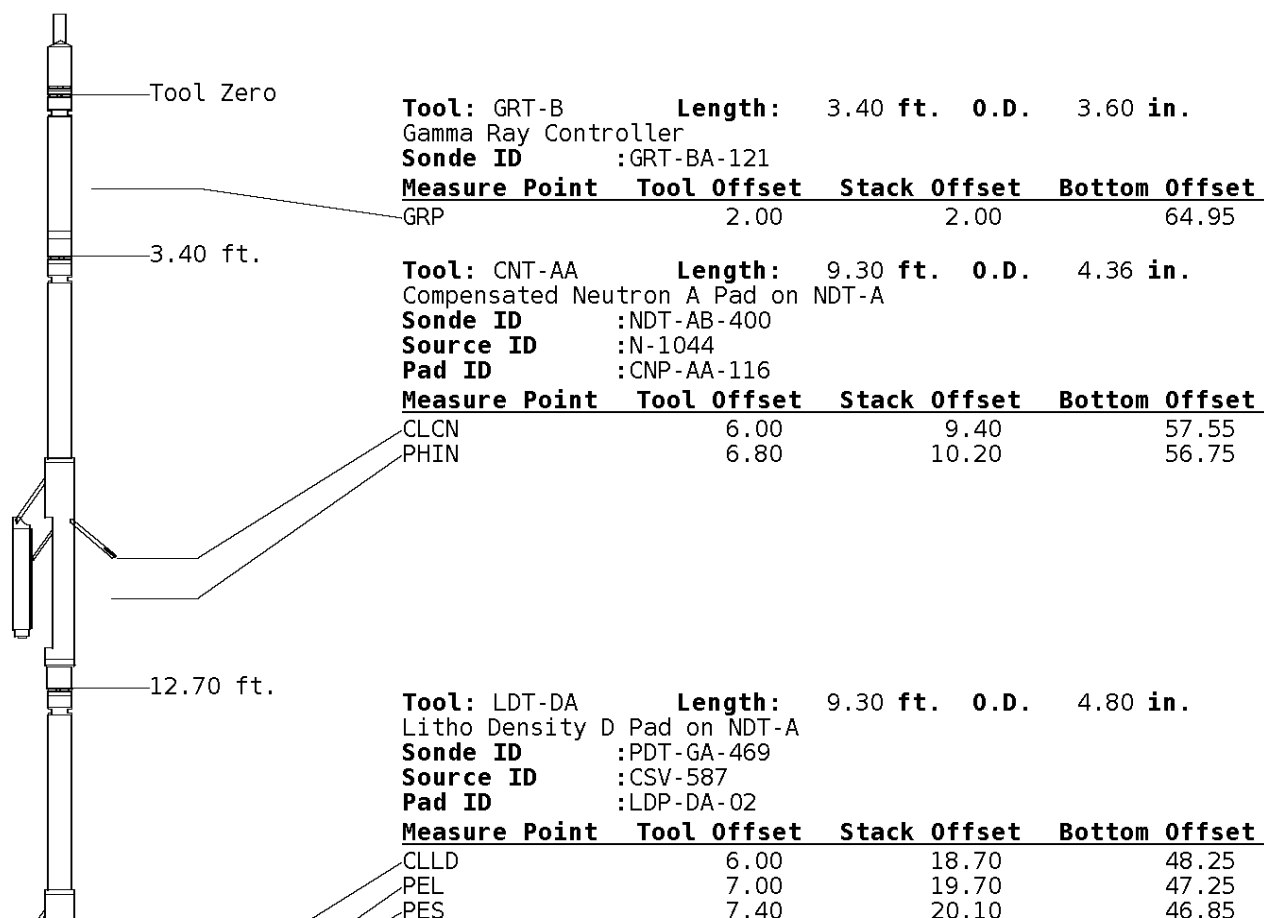 Tool Zero
Tool: GRT-B Length: 3.40 ft. O.D. 3.60 in.
Gamma Ray Controller
Sonde ID :GRT-BA-121
Measure Point Tool Offset Stack Offset Bottom Offset
GRP 2.00 2.00 64.95
3.40 ft.
Tool: CNT-AA Length: 9.30 ft. O.D. 4.36 in.
Compensated Neutron A Pad on NDT-A
Sonde ID :NDT-AB-400
Source ID :N-1044
Pad ID :CNP-AA-116
Measure Point Tool Offset Stack Offset Bottom Offset
CLCN 6.00 9.40 57.55
PHIN 6.80 10.20 56.75
12.70 ft.
Tool: LDT-DA Length: 9.30 ft. O.D. 4.80 in.
Litho Density D Pad on NDT-A
Sonde ID :PDT-GA-469
Source ID :CSV-587
Pad ID :LDP-DA-02
Measure Point Tool Offset Stack Offset Bottom Offset
CLLD 6.00 18.70 48.25
PEL 7.00 19.70 47.25
PES 7.40 20.10 46.85